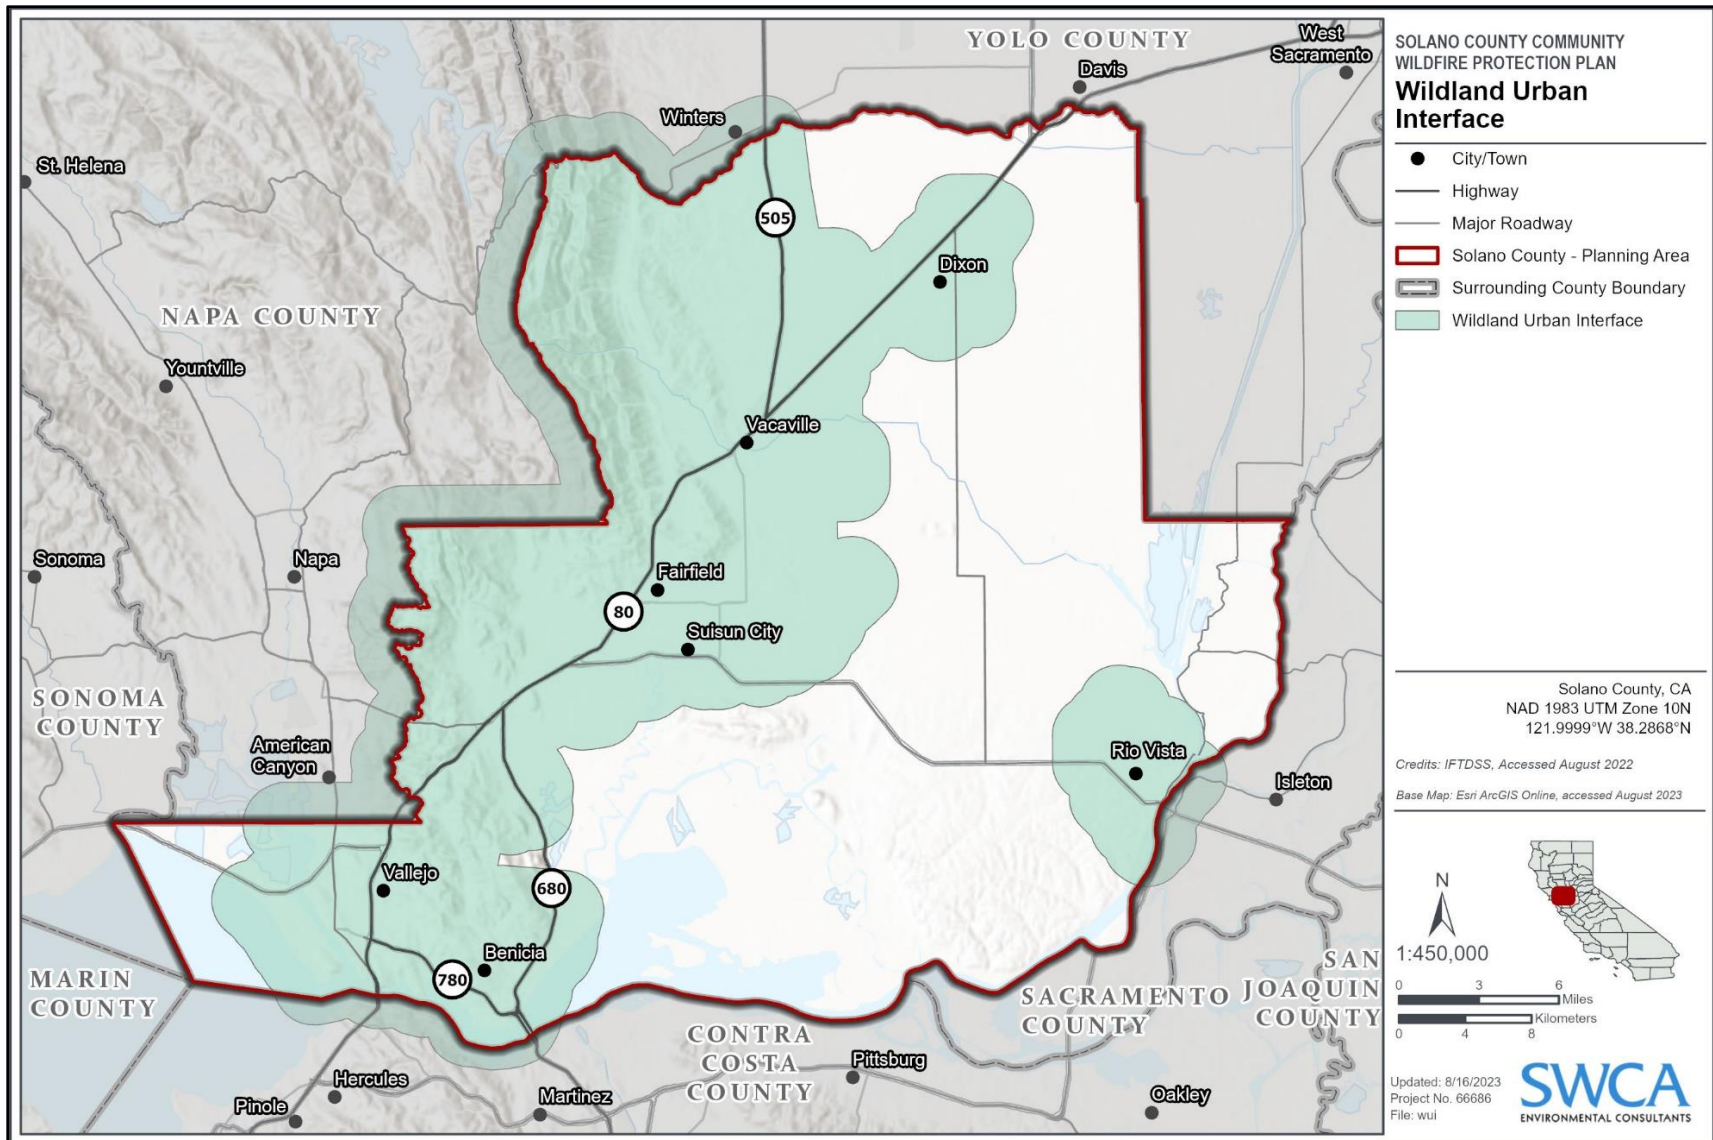 YOLO COUNTY
West
Sacramento
Davis
Winters
St. Helena
505
Dixon
NAPA COUNTY
Yountville
Vacaville
Sonoma
Napa
Fairfield
80
Suisun City
SONOMA
COUNTY
American
Canyon
Rio Vista
Isleton
Vallejo
680
Benicia
780
MARIN
COUNTY
SAN
JOAQUIN
COUNTY
SACRAMENTO
COUNTY
CONTRA
COSTA
COUNTY
Pittsburg
Hercules
Pinole
Martinez
Oakley
SOLANO COUNTY COMMUNITY
WILDFIRE PROTECTION PLAN
Wildland Urban
Interface
City/Town
Highway
Major Roadway
Solano County - Planning Area
Surrounding County Boundary
Wildland Urban Interface
Solano County, CA
NAD 1983 UTM Zone 10N
121.9999°W 38.2868°N
Credits: IFTDSS, Accessed August 2022
Base Map: Esri ArcGIS Online, accessed August 2023
N
1:450,000
0 3 6
Miles
Kilometers
0 4 8
Updated: 8/16/2023
Project No. 66686
File: wui
SWCA
ENVIRONMENTAL CONSULTANTS